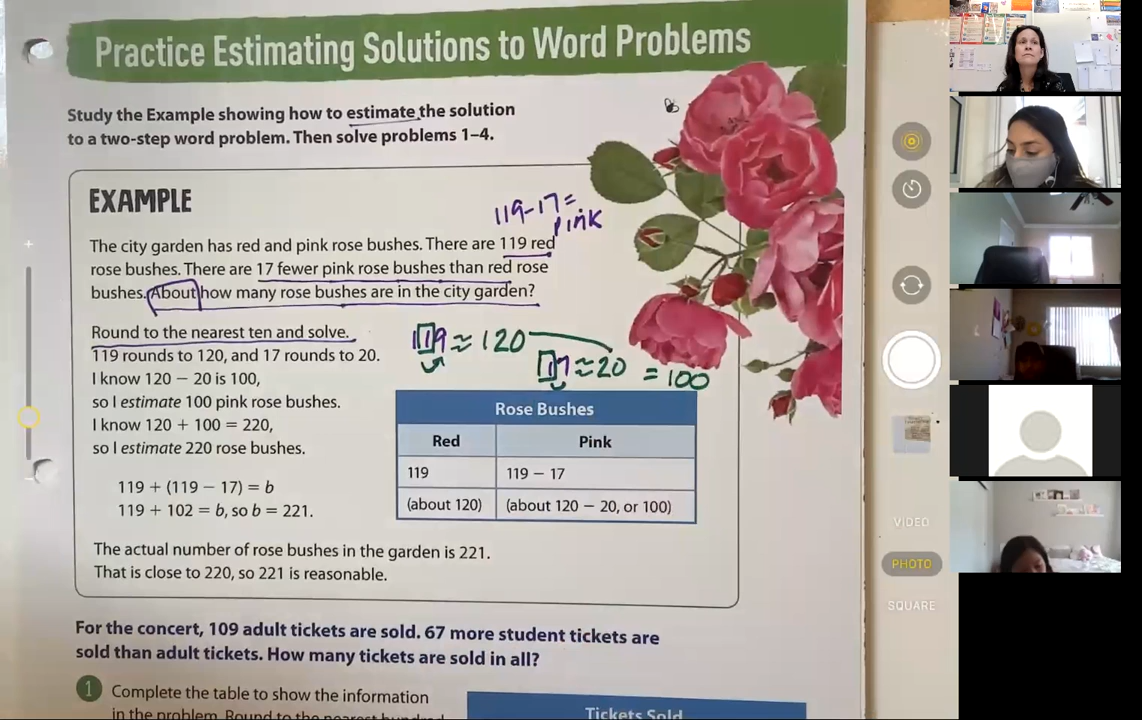 Practice Estimating Solutions to Word Problems
Study the Example showing how to estimate the solution
to a two-step word problem. Then solve problems 1–4.
EXAMPLE
119-17=
Pink
The city garden has red and pink rose bushes. There are 119 red
rose bushes. There are 17 fewer pink rose bushes than red rose
bushes. About how many rose bushes are in the city garden?
Round to the nearest ten and solve.
119 rounds to 120, and 17 rounds to 20.
I know 120 − 20 is 100,
so I estimate 100 pink rose bushes.
I know 120 + 100 = 220,
so I estimate 220 rose bushes.
119 + (119 − 17) = b
119 + 102 = b, so b = 221.
119 ≈ 120
17 ≈ 20 = 100
Rose Bushes
Red Pink
119 119 − 17
(about 120) (about 120 − 20, or 100)
The actual number of rose bushes in the garden is 221.
That is close to 220, so 221 is reasonable.
For the concert, 109 adult tickets are sold. 67 more student tickets are
sold than adult tickets. How many tickets are sold in all?
1 Complete the table to show the information
in the problem. Round to the nearest hundred
Tickets Sold
VIDEO
PHOTO
SQUARE